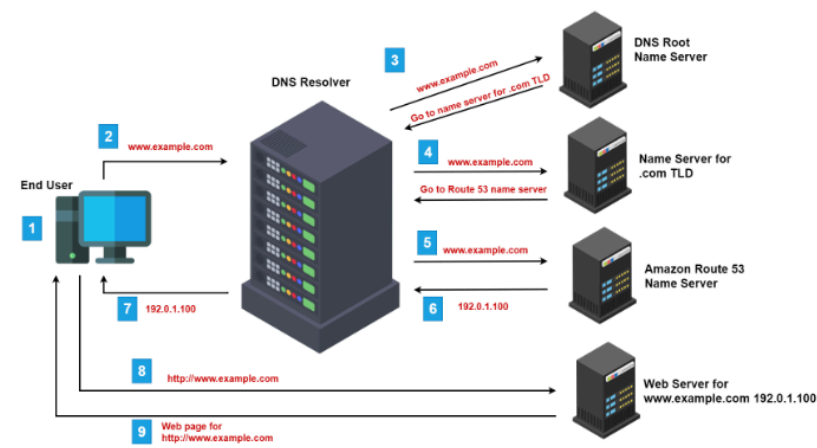 DNS Root
Name Server
3
www.example.com
Go to name server for .com TLD
DNS Resolver
2
www.example.com
4
www.example.com
Go to Route 53 name server
Name Server for
.com TLD
End User
1
5
www.example.com
Amazon Route 53
Name Server
7
192.0.1.100
6
192.0.1.100
8
http://www.example.com
Web Server for
www.example.com 192.0.1.100
9
Web page for
http://www.example.com